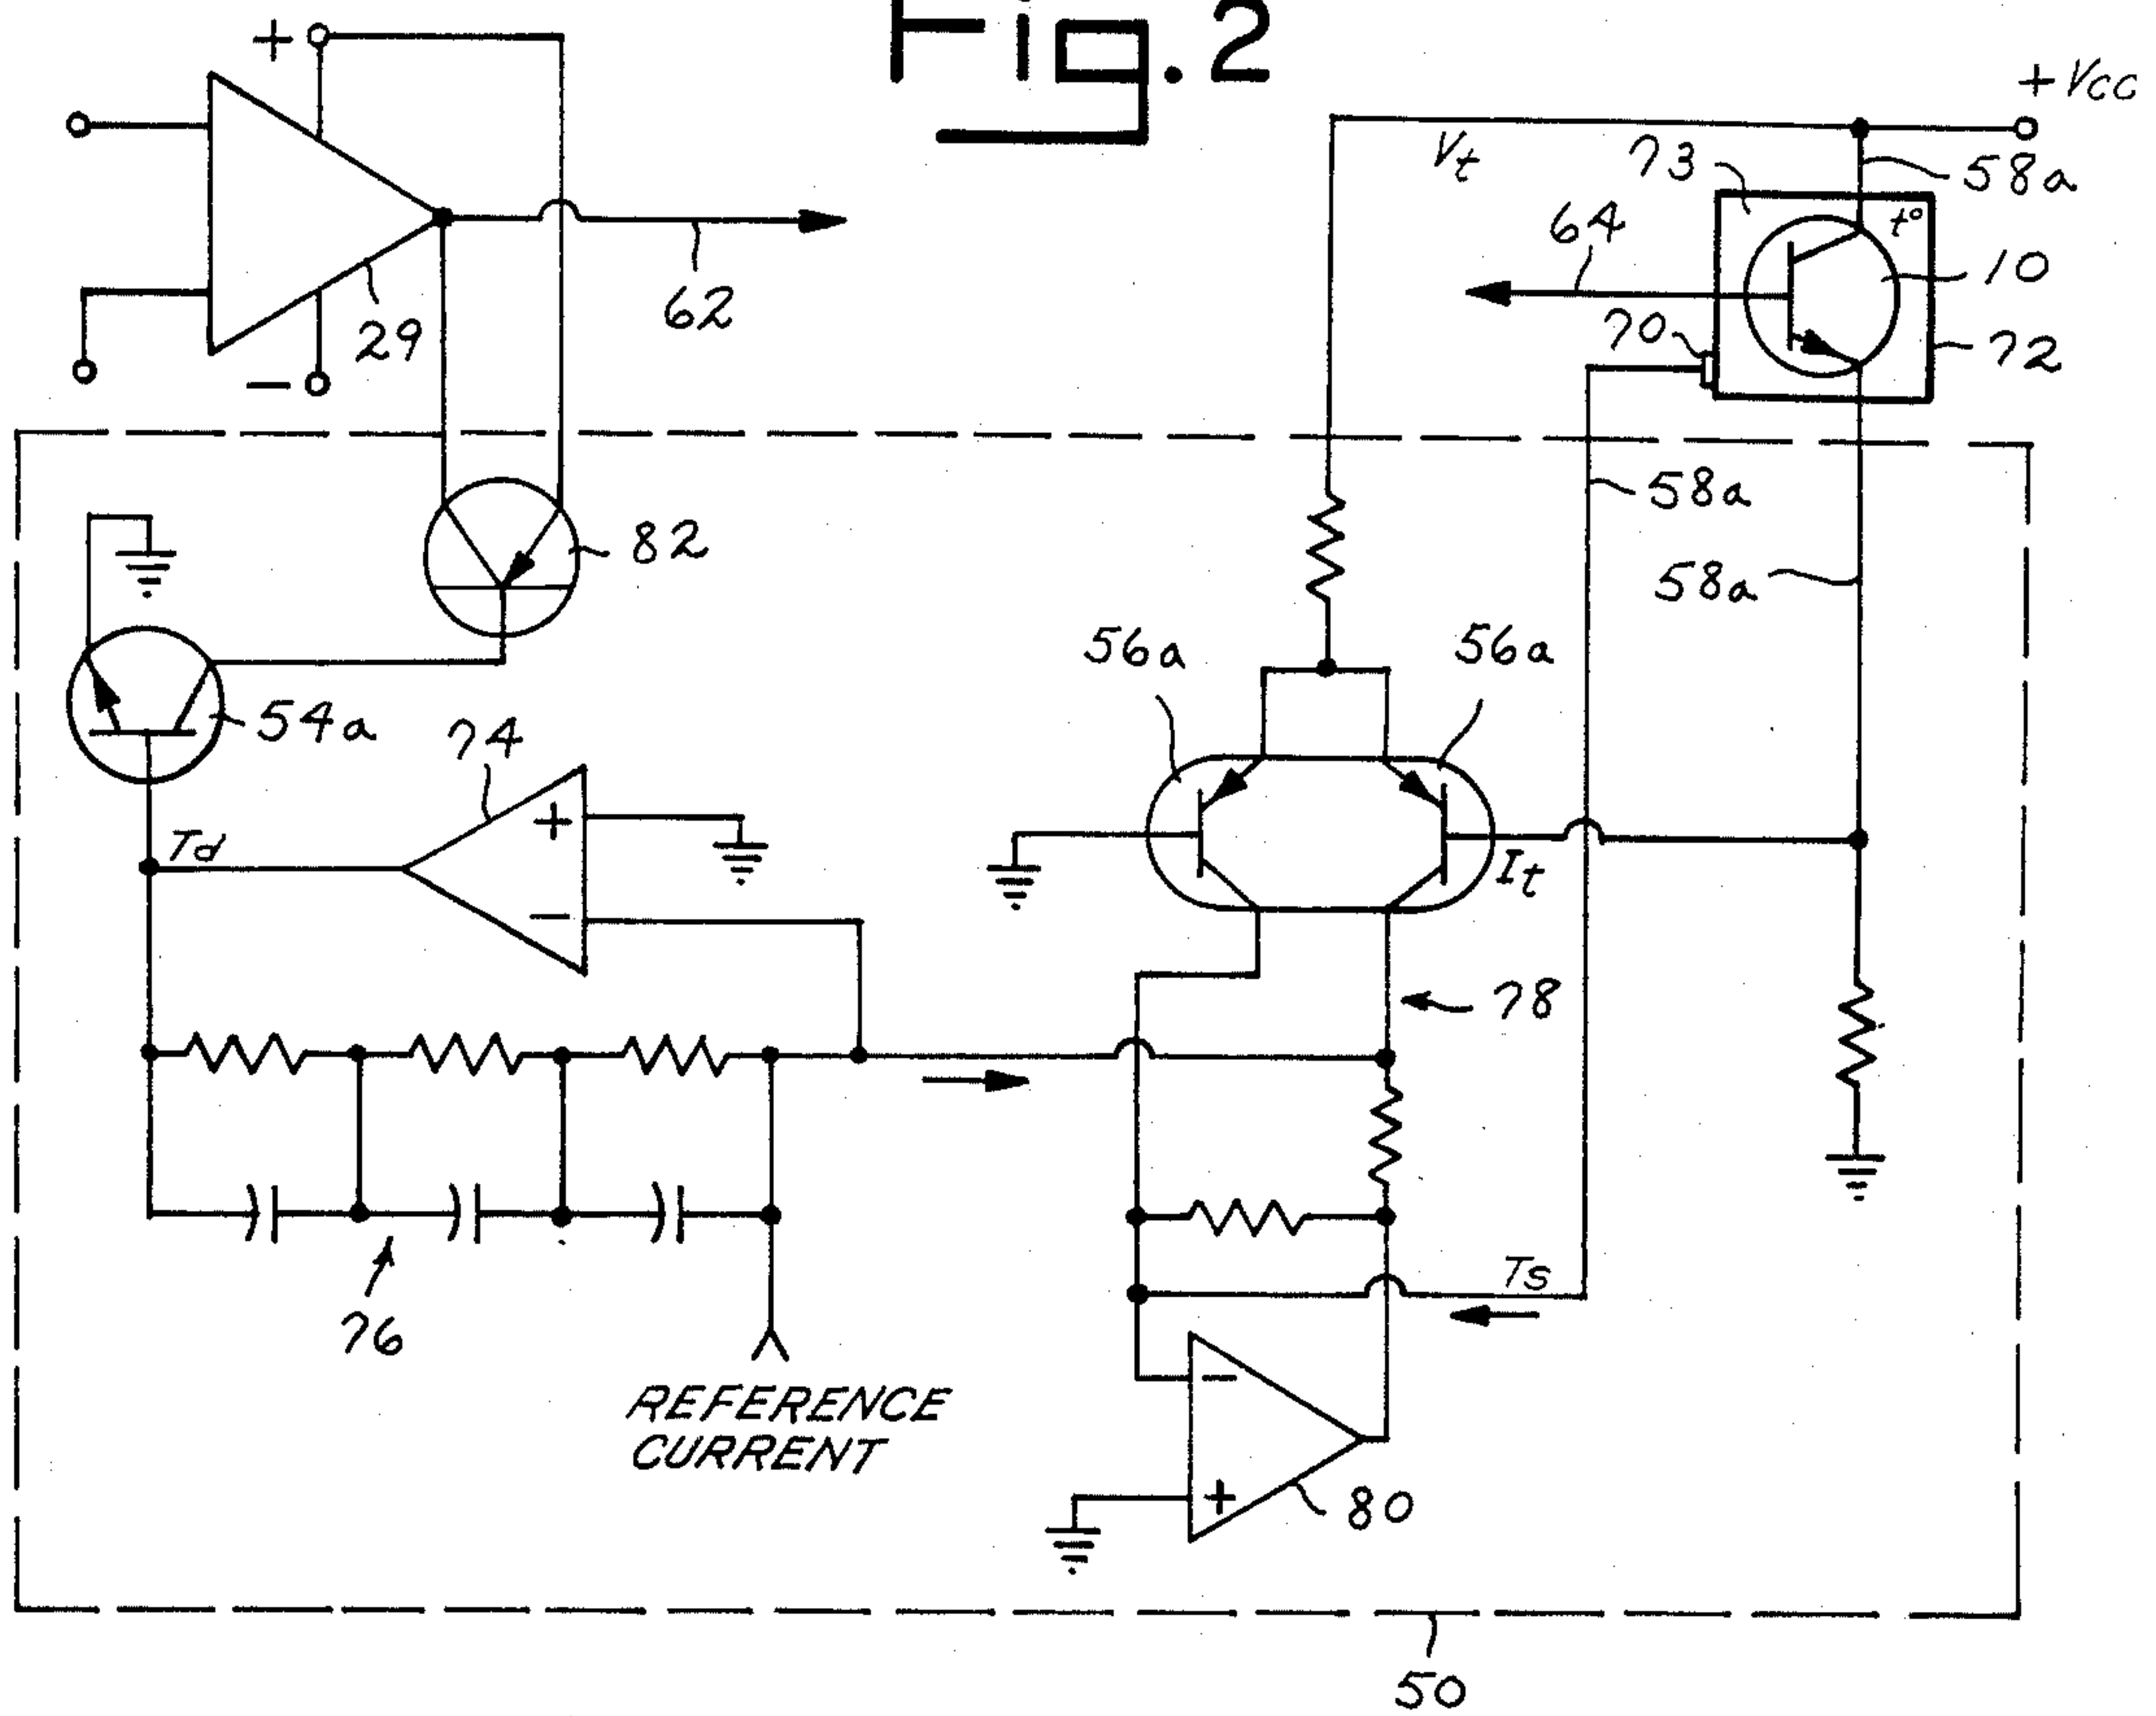 Fig. 2
+
+Vcc
Vt
73
58a
t°
64
10
29
62
70
72
−
58a
82
58a
56a
56a
54a
74
+
Td
It
−
78
Ts
76
REFERENCE
CURRENT
−
+
80
50